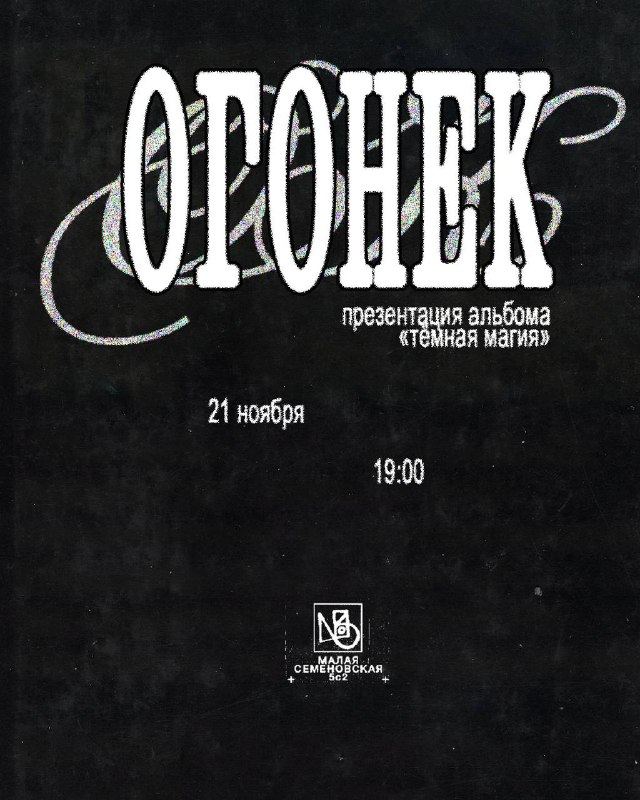 ОГОНЕК
презентация альбома
«тёмная магия»
21 ноября
19:00
МАЛАЯ
СЕМЕНОВСКАЯ
5с2